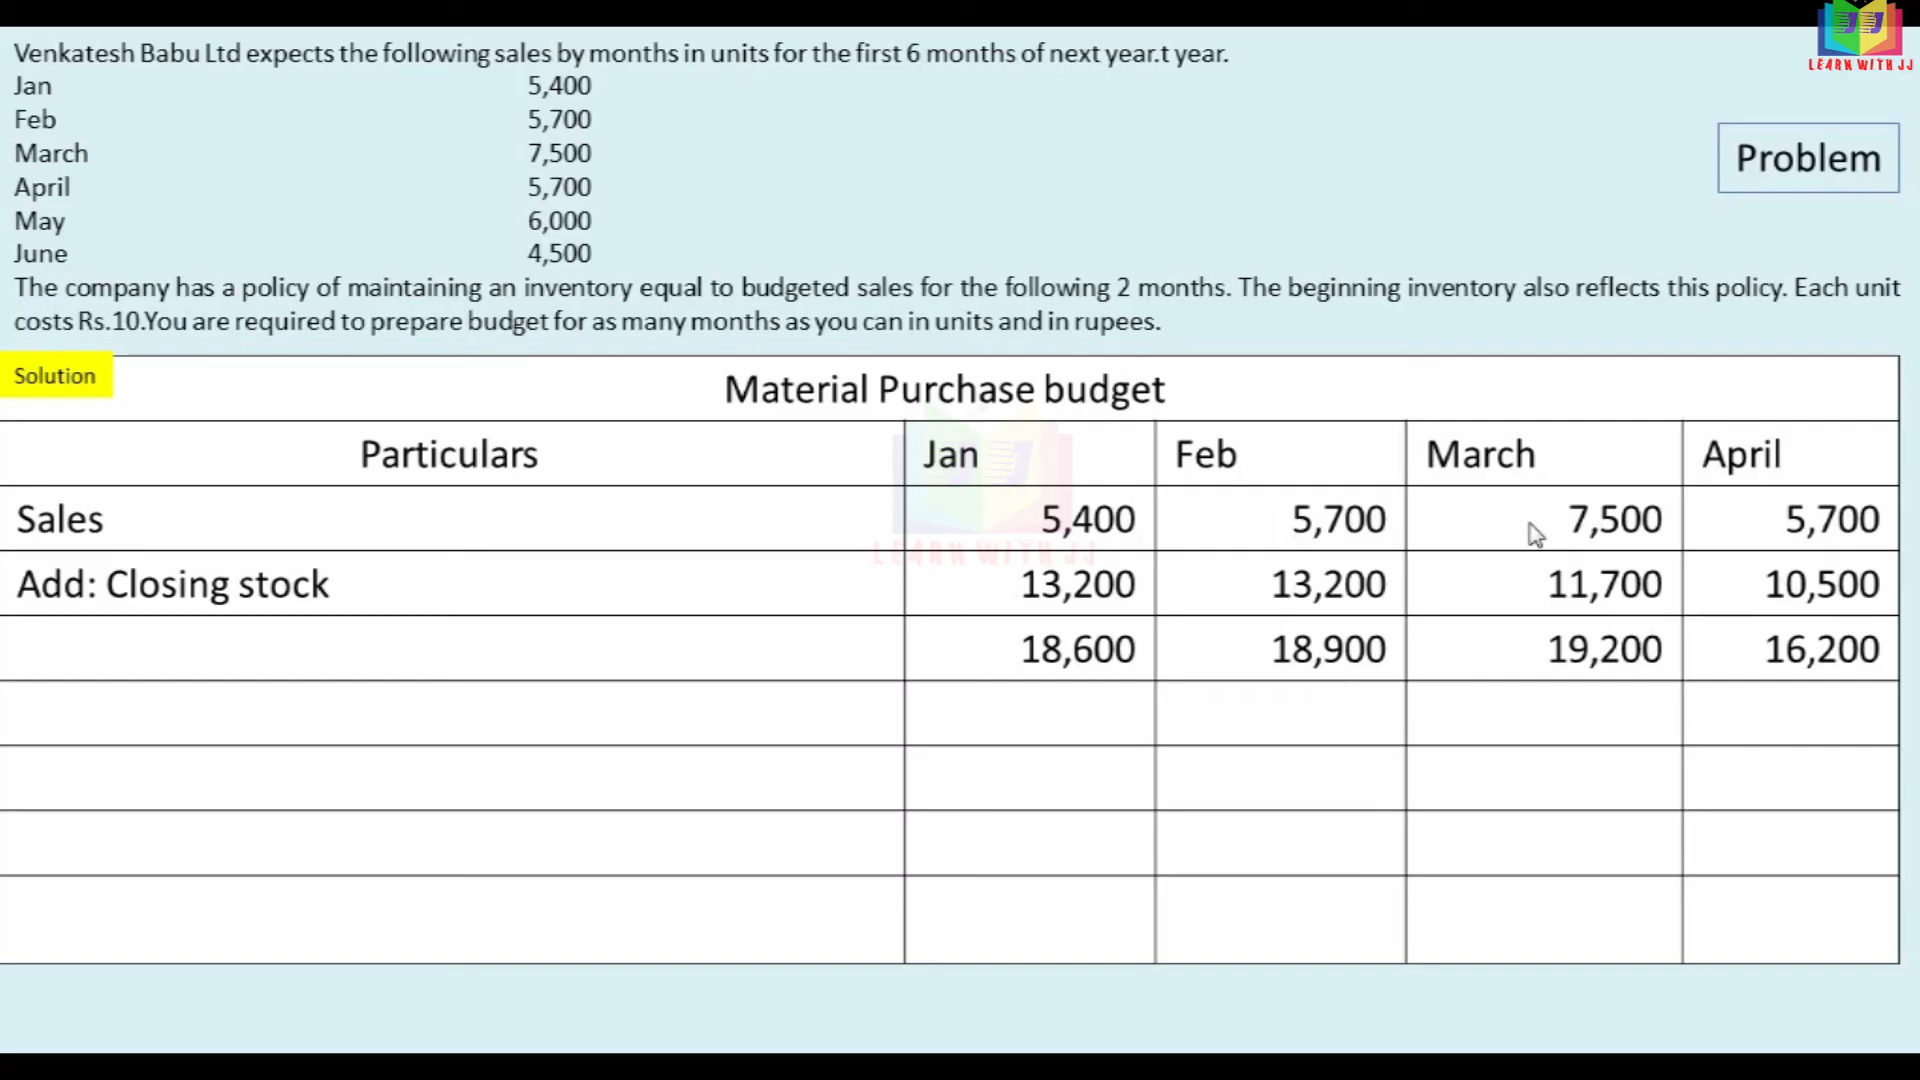 LEARN WITH JJ
Venkatesh Babu Ltd expects the following sales by months in units for the first 6 months of next year.t year.
Jan 5,400
Feb 5,700
March 7,500
April 5,700
May 6,000
June 4,500
Problem
The company has a policy of maintaining an inventory equal to budgeted sales for the following 2 months. The beginning inventory also reflects this policy. Each unit
costs Rs.10.You are required to prepare budget for as many months as you can in units and in rupees.
Solution
Material Purchase budget
Particulars Jan Feb March April
Sales 5,400 5,700 7,500 5,700
LEARN WITH JJ
Add: Closing stock 13,200 13,200 11,700 10,500
18,600 18,900 19,200 16,200